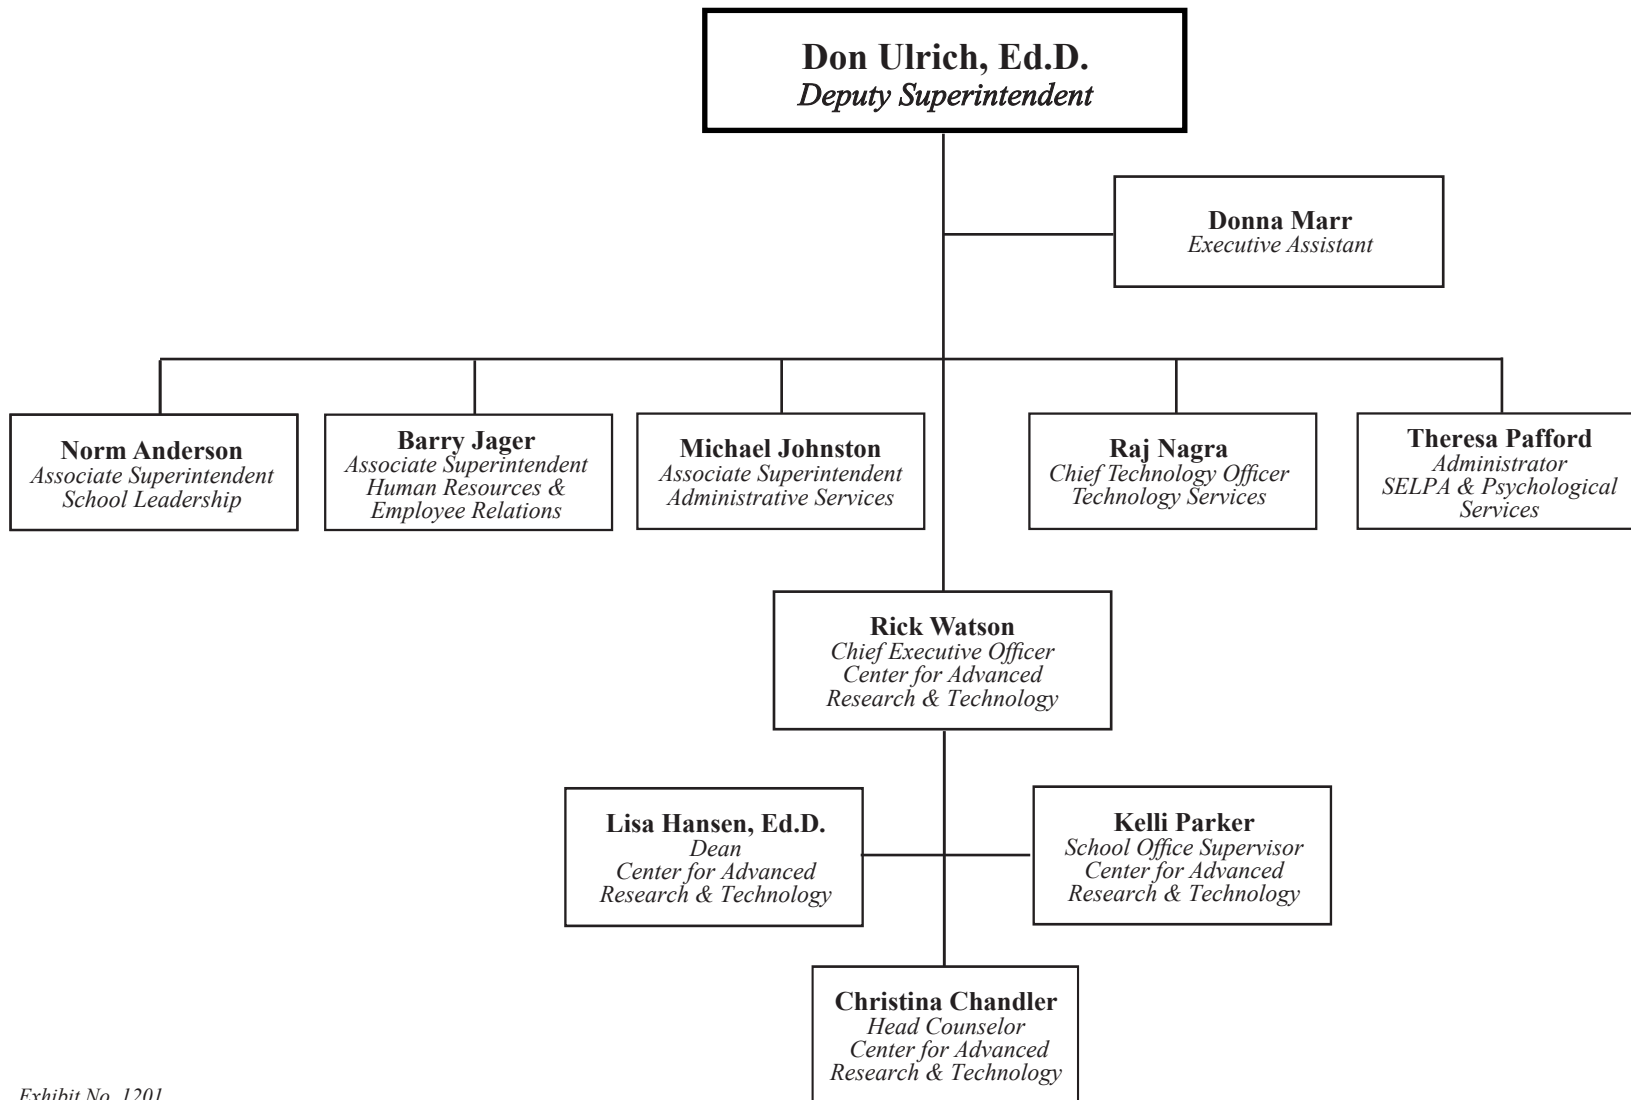 Don Ulrich, Ed.D.
Deputy Superintendent
Donna Marr
Executive Assistant
Norm Anderson
Associate Superintendent
School Leadership
Barry Jager
Associate Superintendent
Human Resources &
Employee Relations
Michael Johnston
Associate Superintendent
Administrative Services
Raj Nagra
Chief Technology Officer
Technology Services
Theresa Pafford
Administrator
SELPA & Psychological
Services
Rick Watson
Chief Executive Officer
Center for Advanced
Research & Technology
Lisa Hansen, Ed.D.
Dean
Center for Advanced
Research & Technology
Kelli Parker
School Office Supervisor
Center for Advanced
Research & Technology
Christina Chandler
Head Counselor
Center for Advanced
Research & Technology
Exhibit No. 1201